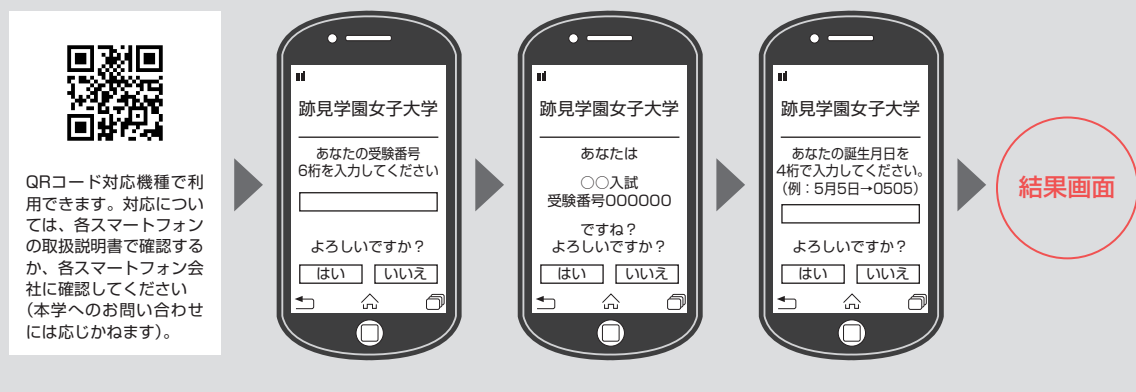 QRコード対応機種で利
用できます。対応につい
ては、各スマートフォン
の取扱説明書で確認する
か、各スマートフォン会
社に確認してください
（本学へのお問い合わせ
には応じかねます）。
跡見学園女子大学
あなたの受験番号
6桁を入力してください
よろしいですか？
はい
いいえ
跡見学園女子大学
あなたは
○○入試
受験番号000000
ですね？
よろしいですか？
はい
いいえ
跡見学園女子大学
あなたの誕生月日を
4桁で入力してください。
（例：5月5日→0505）
よろしいですか？
はい
いいえ
結果画面